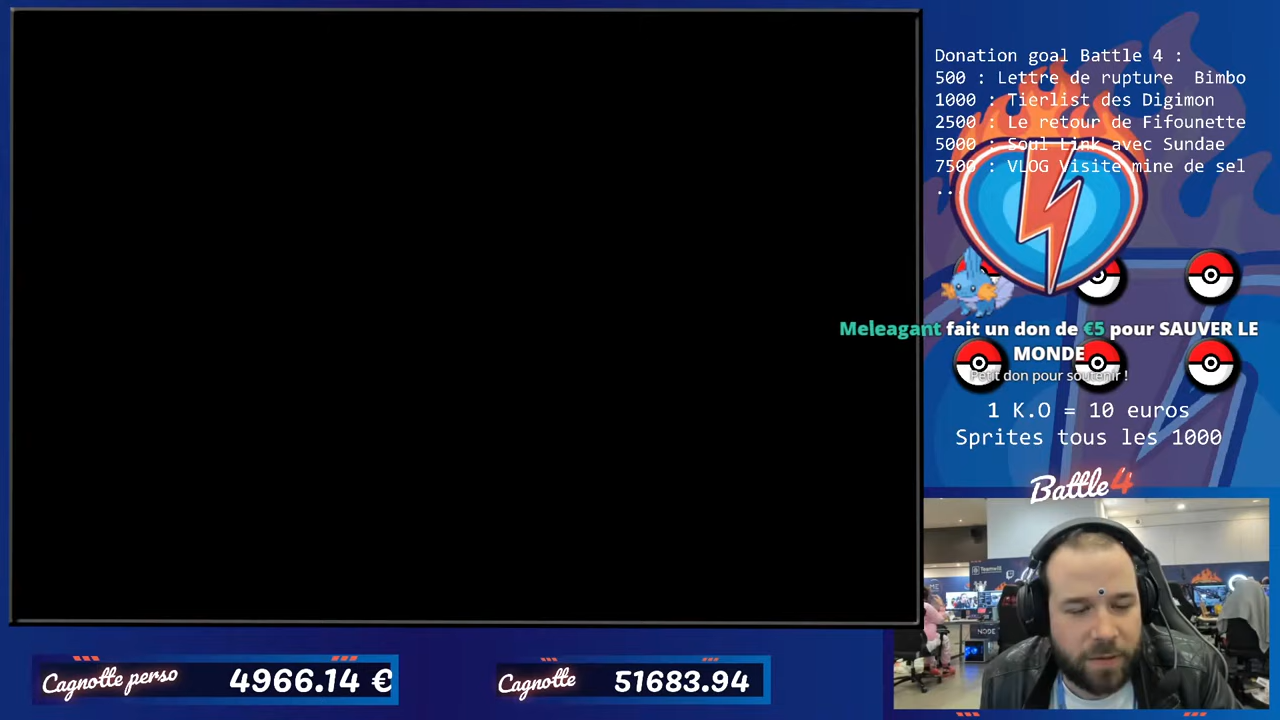 Donation goal Battle 4 :
500 : Lettre de rupture Bimbo
1000 : Tierlist des Digimon
2500 : Le retour de Fifounette
5000 : Soul Link avec Sundae
7500 : VLOG Visite mine de sel
...
Meleagant fait un don de €5 pour SAUVER LE
MONDE
Petit don pour soutenir !
1 K.O = 10 euros
Sprites tous les 1000
Battle 4
NODE
Cagnotte perso 4966.14 €
Cagnotte 51683.94